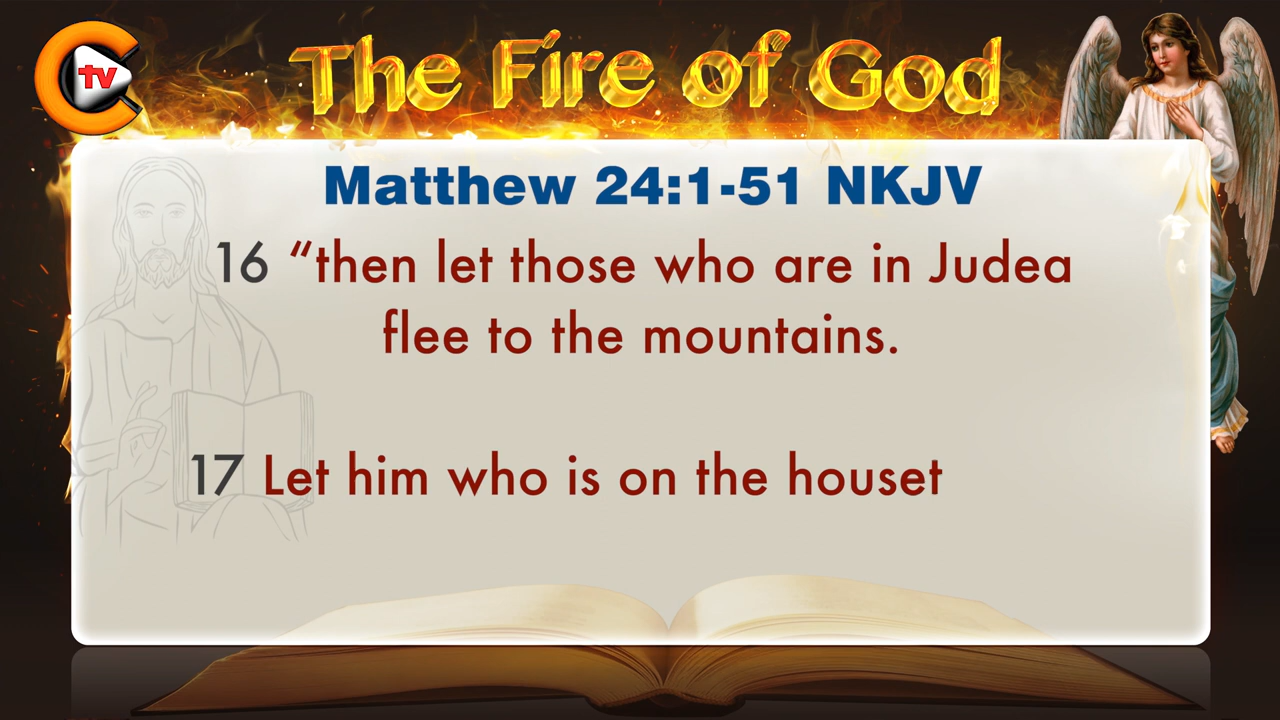 tv
The Fire of God
Matthew 24:1-51 NKJV
16 “then let those who are in Judea
flee to the mountains.
17 Let him who is on the houset